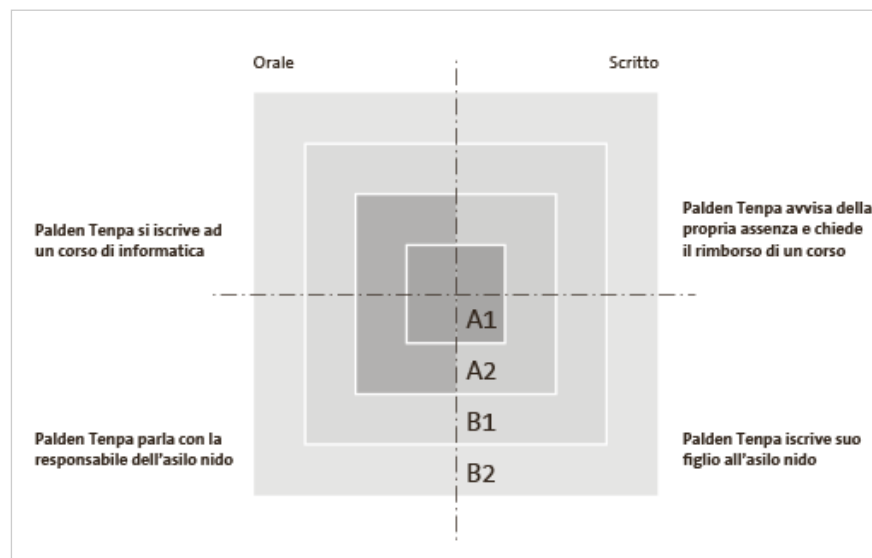 Orale
Scritto
Palden Tenpa si iscrive ad
un corso di informatica
Palden Tenpa avvisa della
propria assenza e chiede
il rimborso di un corso
A1
A2
B1
B2
Palden Tenpa parla con la
responsabile dell'asilo nido
Palden Tenpa iscrive suo
figlio all'asilo nido